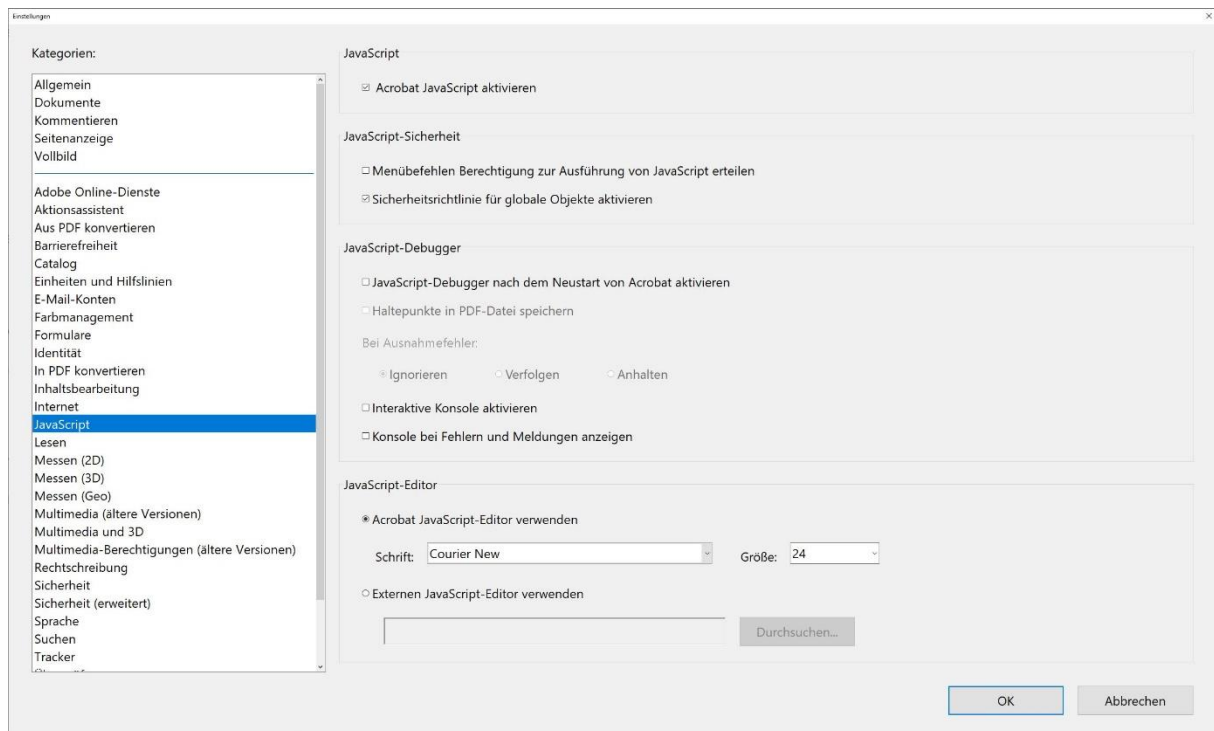 Einstellungen
Kategorien:
Allgemein
Dokumente
Kommentieren
Seitenanzeige
Vollbild
Adobe Online-Dienste
Aktionsassistent
Aus PDF konvertieren
Barrierefreiheit
Catalog
Einheiten und Hilfslinien
E-Mail-Konten
Farbmanagement
Formulare
Identität
In PDF konvertieren
Inhaltsbearbeitung
Internet
JavaScript
Lesen
Messen (2D)
Messen (3D)
Messen (Geo)
Multimedia (ältere Versionen)
Multimedia und 3D
Multimedia-Berechtigungen (ältere Versionen)
Rechtschreibung
Sicherheit
Sicherheit (erweitert)
Sprache
Suchen
Tracker
JavaScript
Acrobat JavaScript aktivieren
JavaScript-Sicherheit
Menübefehlen Berechtigung zur Ausführung von JavaScript erteilen
Sicherheitsrichtlinie für globale Objekte aktivieren
JavaScript-Debugger
JavaScript-Debugger nach dem Neustart von Acrobat aktivieren
Haltepunkte in PDF-Datei speichern
Bei Ausnahmefehler:
Ignorieren Verfolgen Anhalten
Interaktive Konsole aktivieren
Konsole bei Fehlern und Meldungen anzeigen
JavaScript-Editor
Acrobat JavaScript-Editor verwenden
Schrift: Courier New Größe: 24
Externen JavaScript-Editor verwenden
Durchsuchen...
OK Abbrechen